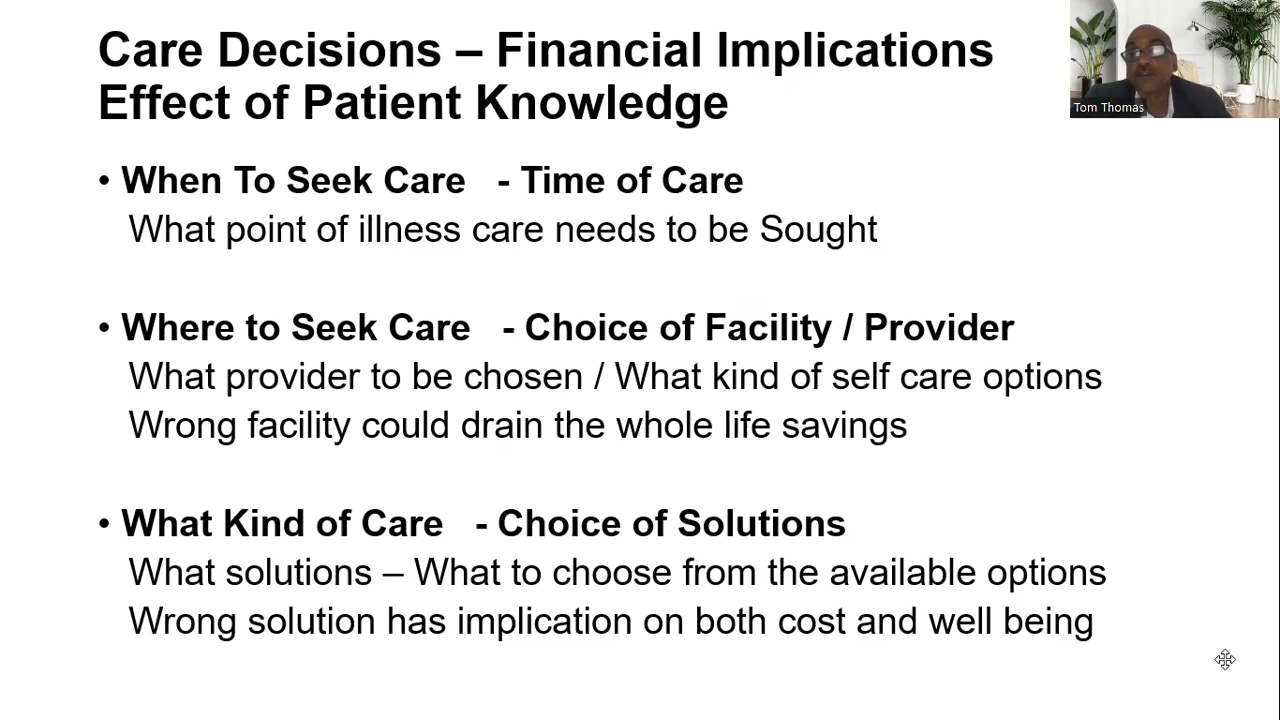 Care Decisions – Financial Implications
Effect of Patient Knowledge
Tom Thomas
• When To Seek Care - Time of Care
What point of illness care needs to be Sought
• Where to Seek Care - Choice of Facility / Provider
What provider to be chosen / What kind of self care options
Wrong facility could drain the whole life savings
• What Kind of Care - Choice of Solutions
What solutions – What to choose from the available options
Wrong solution has implication on both cost and well being